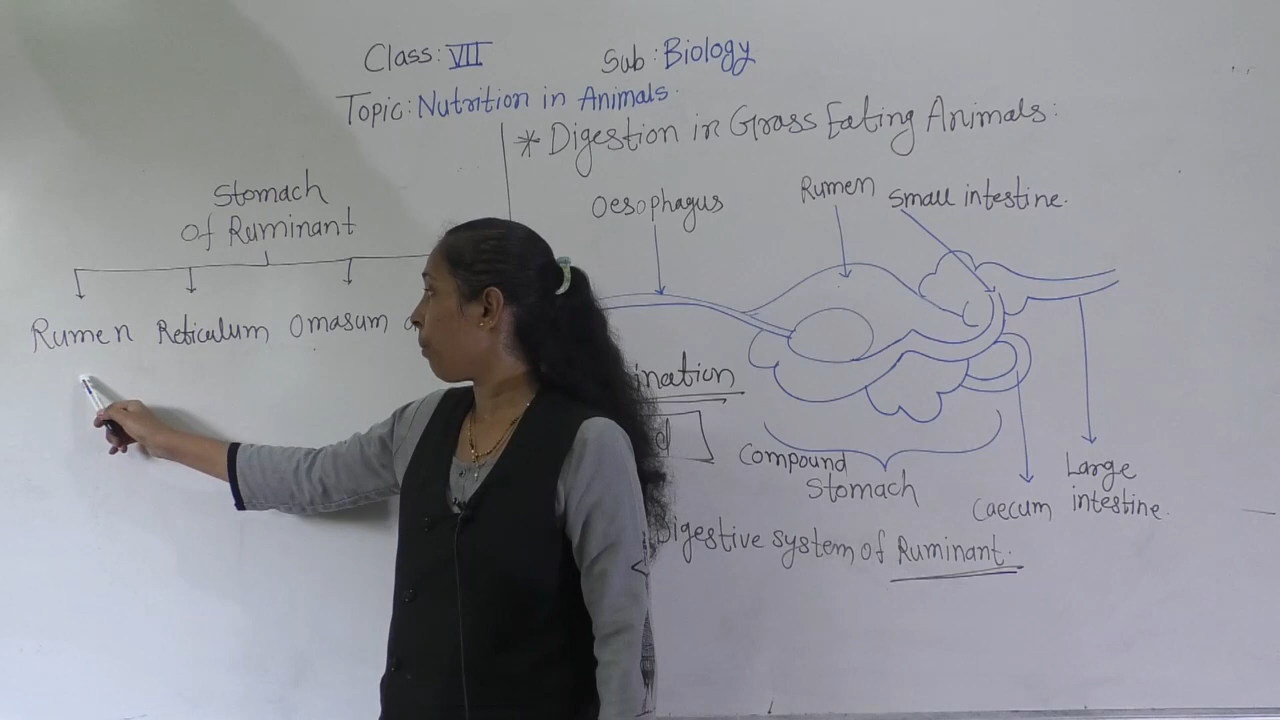 Class: VII Sub: Biology
Topic: Nutrition in Animals.
* Digestion in Grass Eating Animals:
Stomach
of Ruminant
Rumen Reticulum, Omasum
Oesophagus
Rumen
Small intestine.
Compound
Stomach
Caecum
Large
intestine.
Digestive system of Ruminant.